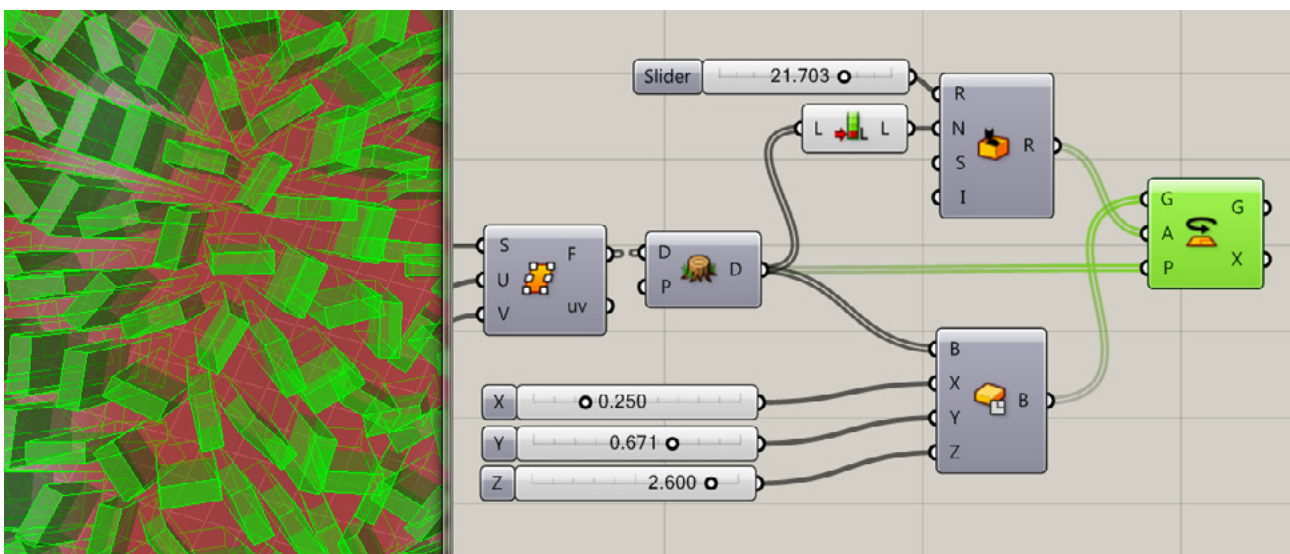 Slider 21.703
L L
R
N R
S
I
S F
U
V uv
D D
P
G G
A
P X
X 0.250
Y 0.671
Z 2.600
B
X B
Y
Z